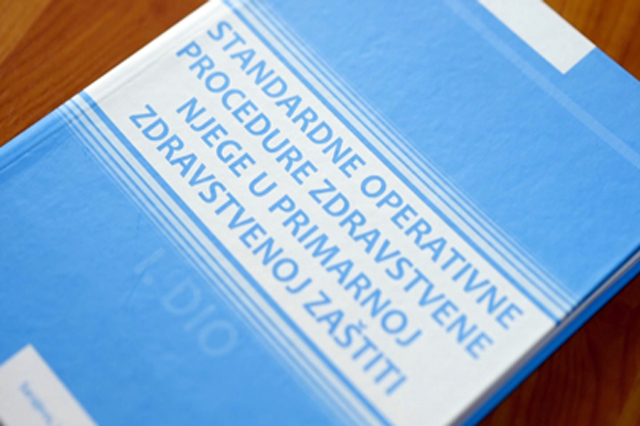 STANDARDNE OPERATIVNE
PROCEDURE ZDRAVSTVENE
NJEGE U PRIMARNOJ
ZDRAVSTVENOJ ZAŠTITI
I. DIO